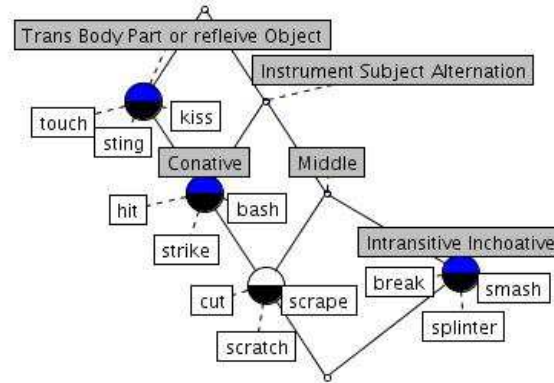 Trans Body Part or refleive Object
Instrument Subject Alternation
touch
kiss
sting
Conative
Middle
hit
bash
strike
Intransitive Inchoative
break
smash
cut
scrape
splinter
scratch